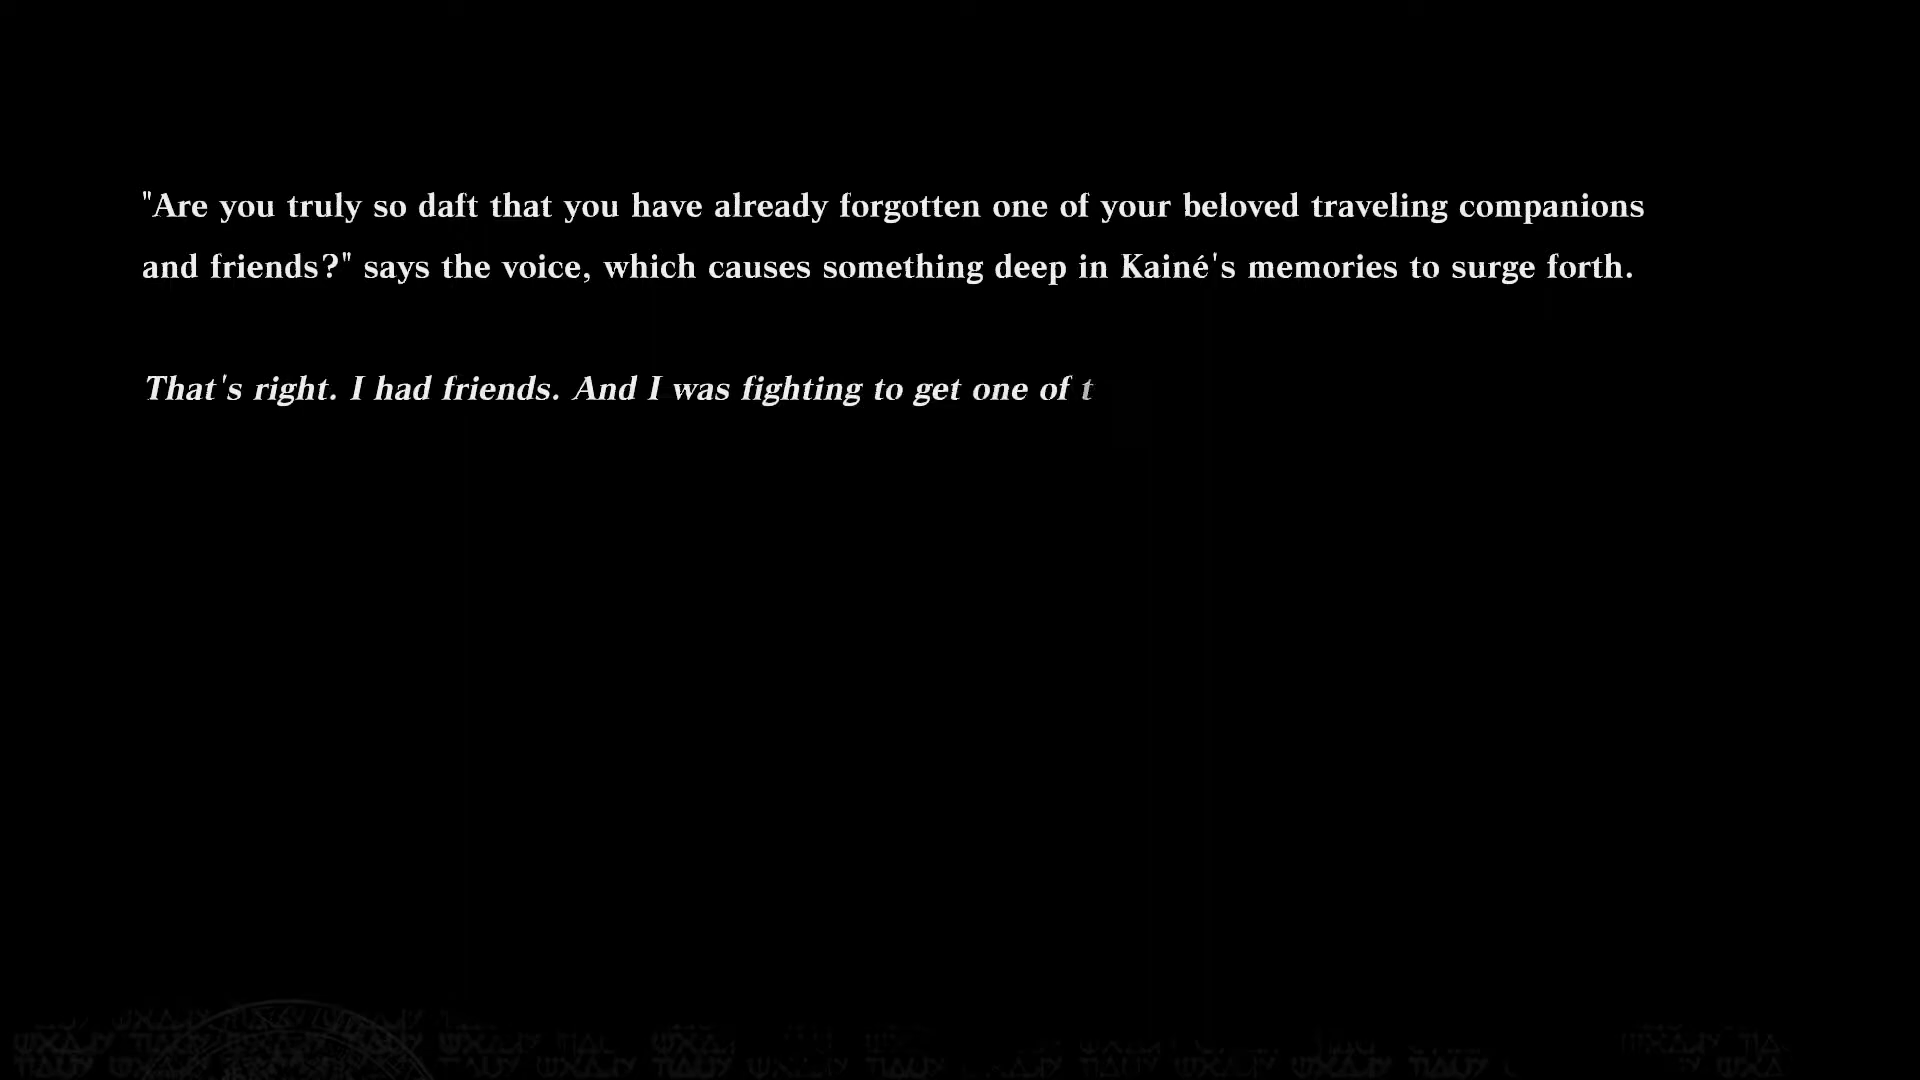 "Are you truly so daft that you have already forgotten one of your beloved traveling companions
and friends?" says the voice, which causes something deep in Kainé's memories to surge forth.
That's right. I had friends. And I was fighting to get one of t